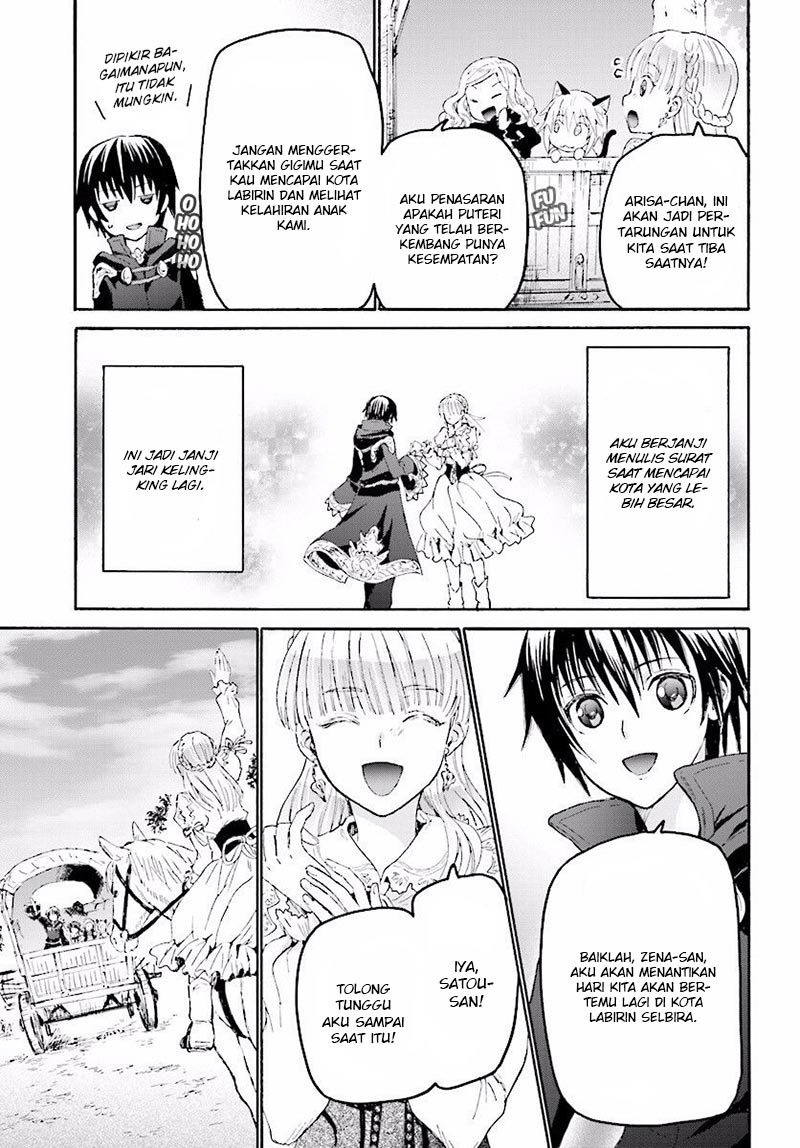 ARISA-CHAN, INI
AKAN JADI PER-
TARUNGAN UNTUK
KITA SAAT TIBA
SAATNYA!
FU
FUN
AKU PENASARAN
APAKAH PUTERI
YANG TELAH BER-
KEMBANG PUNYA
KESEMPATAN?
JANGAN MENGGER-
TAKKAN GIGIMU SAAT
KAU MENCAPAI KOTA
LABIRIN DAN MELIHAT
KELAHIRAN ANAK
KAMI.
O
HO
HO
HO
DIPIKIR BA-
GAIMANAPUN,
ITU TIDAK
MUNGKIN.
AKU BERJANJI
MENULIS SURAT
SAAT MENCAPAI
KOTA YANG LE-
BIH BESAR.
INI JADI JANJI
JARI KELING-
KING LAGI.
BAIKLAH, ZENA-SAN,
AKU AKAN MENANTIKAN
HARI KITA AKAN BER-
TEMU LAGI DI KOTA
LABIRIN SELBIRA.
IYA,
SATOU-
SAN!
TOLONG
TUNGGU
AKU SAMPAI
SAAT ITU!